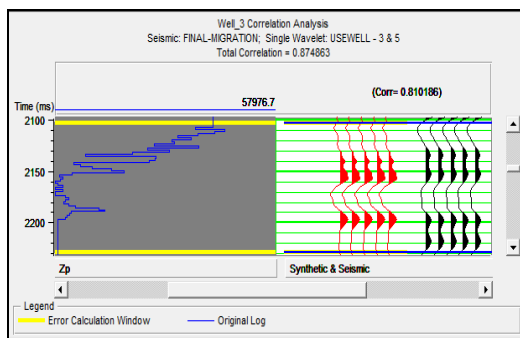 Well_3 Correlation Analysis
Seismic: FINAL-MIGRATION; Single Wavelet: USEWELL - 3 & 5
Total Correlation = 0.874863
57976.7
(Corr= 0.810186)
Time (ms)
2100
2150
2200
Zp
Synthetic & Seismic
Legend
Error Calculation Window
Original Log